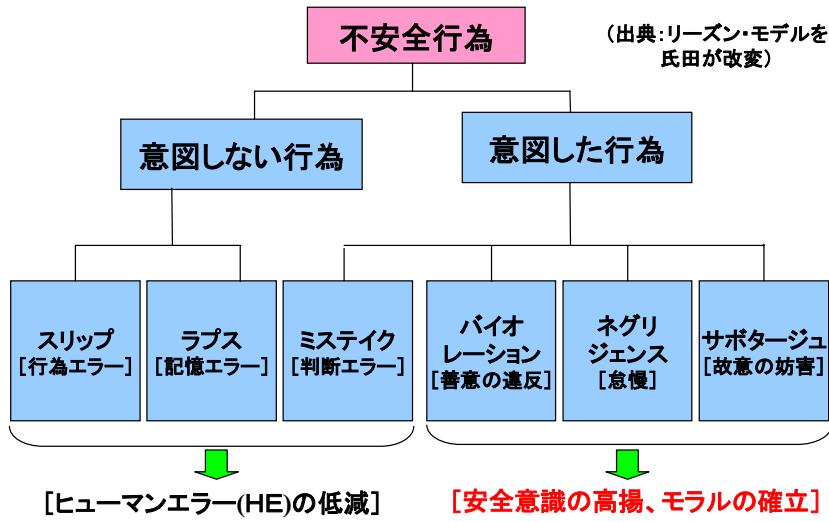 不安全行為
(出典:リーズン・モデルを
氏田が改変)
意図しない行為
意図した行為
スリップ
[行為エラー]
ラプス
[記憶エラー]
ミステイク
[判断エラー]
バイオ
レーション
[善意の違反]
ネグリ
ジェンス
[怠慢]
サボタージュ
[故意の妨害]
[ヒューマンエラー(HE)の低減]
[安全意識の高揚、モラルの確立]